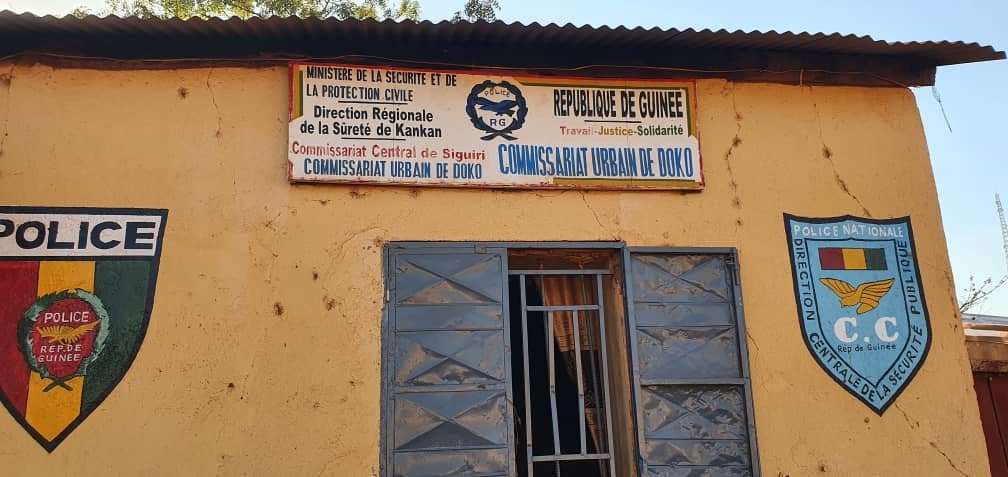 MINISTERE DE LA SECURITE ET DE
LA PROTECTION CIVILE
Direction Régionale
de la Sûreté de Kankan
Commissariat Central de Siguiri
COMMISSARIAT URBAIN DE DOKO
POLICE
RG
REPUBLIQUE DE GUINEE
Travail-Justice-Solidarité
COMMISSARIAT URBAIN DE DOKO
POLICE
POLICE
REP.DE
GUINEE
POLICE NATIONALE
DIRECTION CENTRALE DE LA SÉCURITÉ PUBLIQUE
C.C
Rép de Guinée